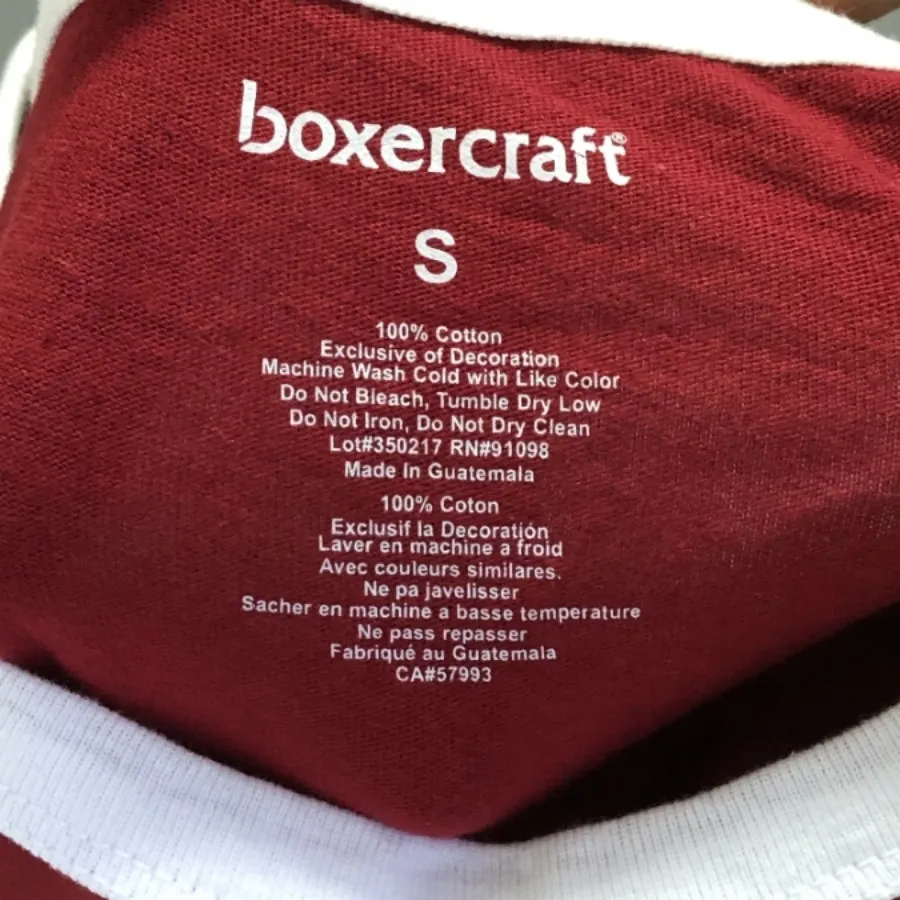 boxercraft®
S
100% Cotton
Exclusive of Decoration
Machine Wash Cold with Like Color
Do Not Bleach, Tumble Dry Low
Do Not Iron, Do Not Dry Clean
Lot#350217 RN#91098
Made In Guatemala
100% Coton
Exclusif la Decoratión
Laver en machine a froid
Avec couleurs similares.
Ne pa javelisser
Sacher en machine a basse temperature
Ne pass repasser
Fabriqué au Guatemala
CA#57993